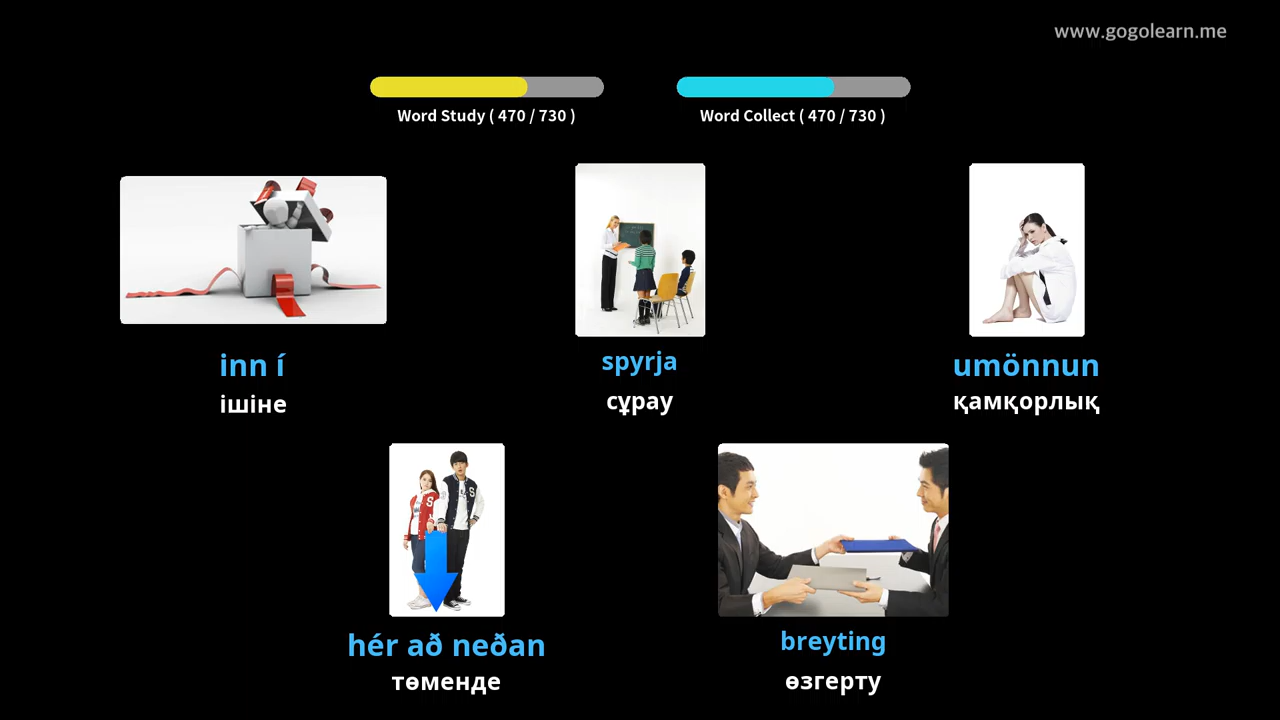 www.gogolearn.me
Word Study ( 470 / 730 )
Word Collect ( 470 / 730 )
inn í
ішіне
spyrja
сұрау
umönnun
қамқорлық
hér að neðan
төменде
breyting
өзгерту